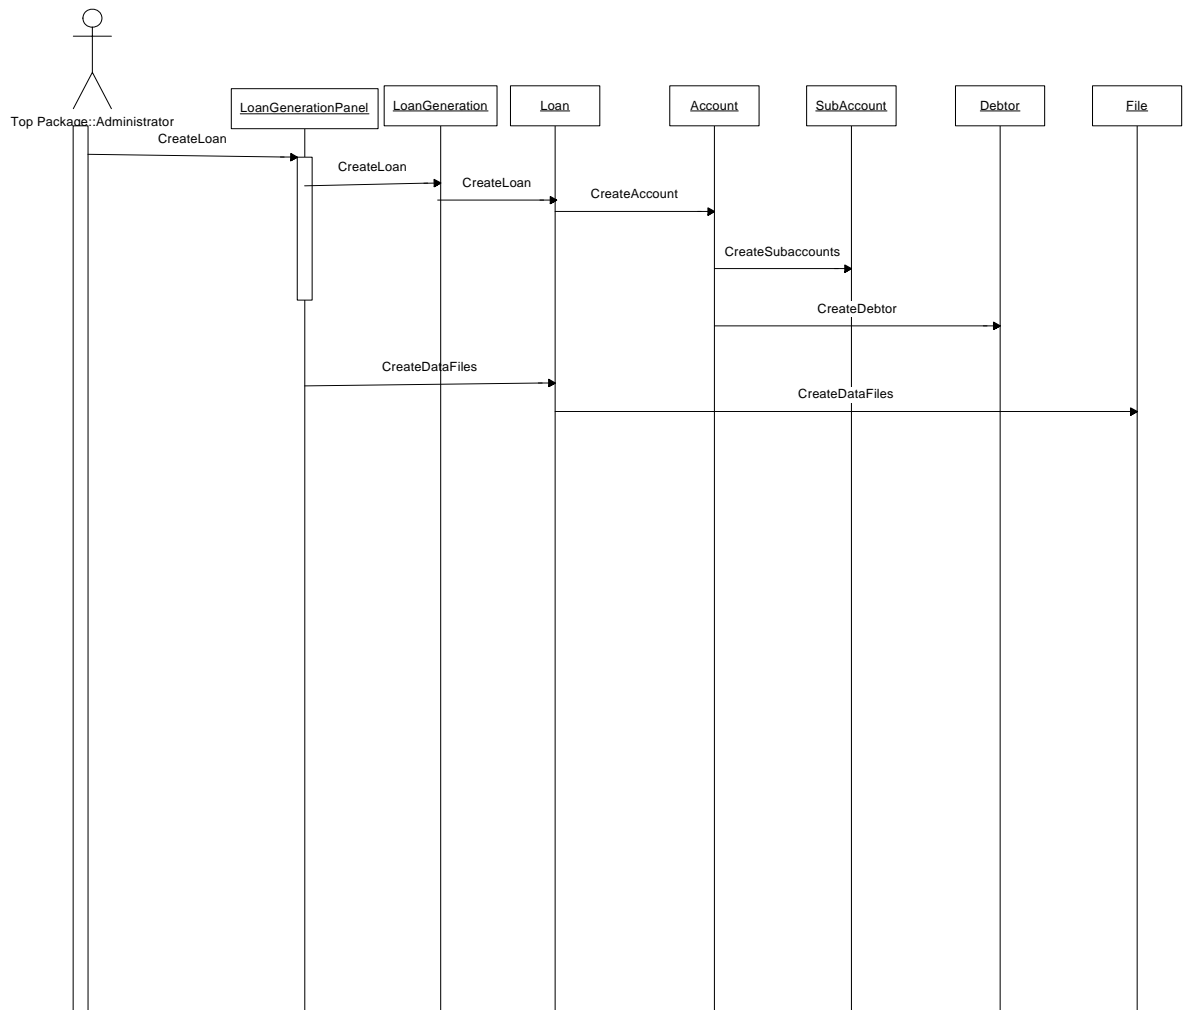 LoanGenerationPanel
LoanGeneration
Loan
Account
SubAccount
Debtor
File
Top Package::Administrator
CreateLoan
CreateLoan
CreateLoan
CreateAccount
CreateSubaccounts
CreateDebtor
CreateDataFiles
CreateDataFiles